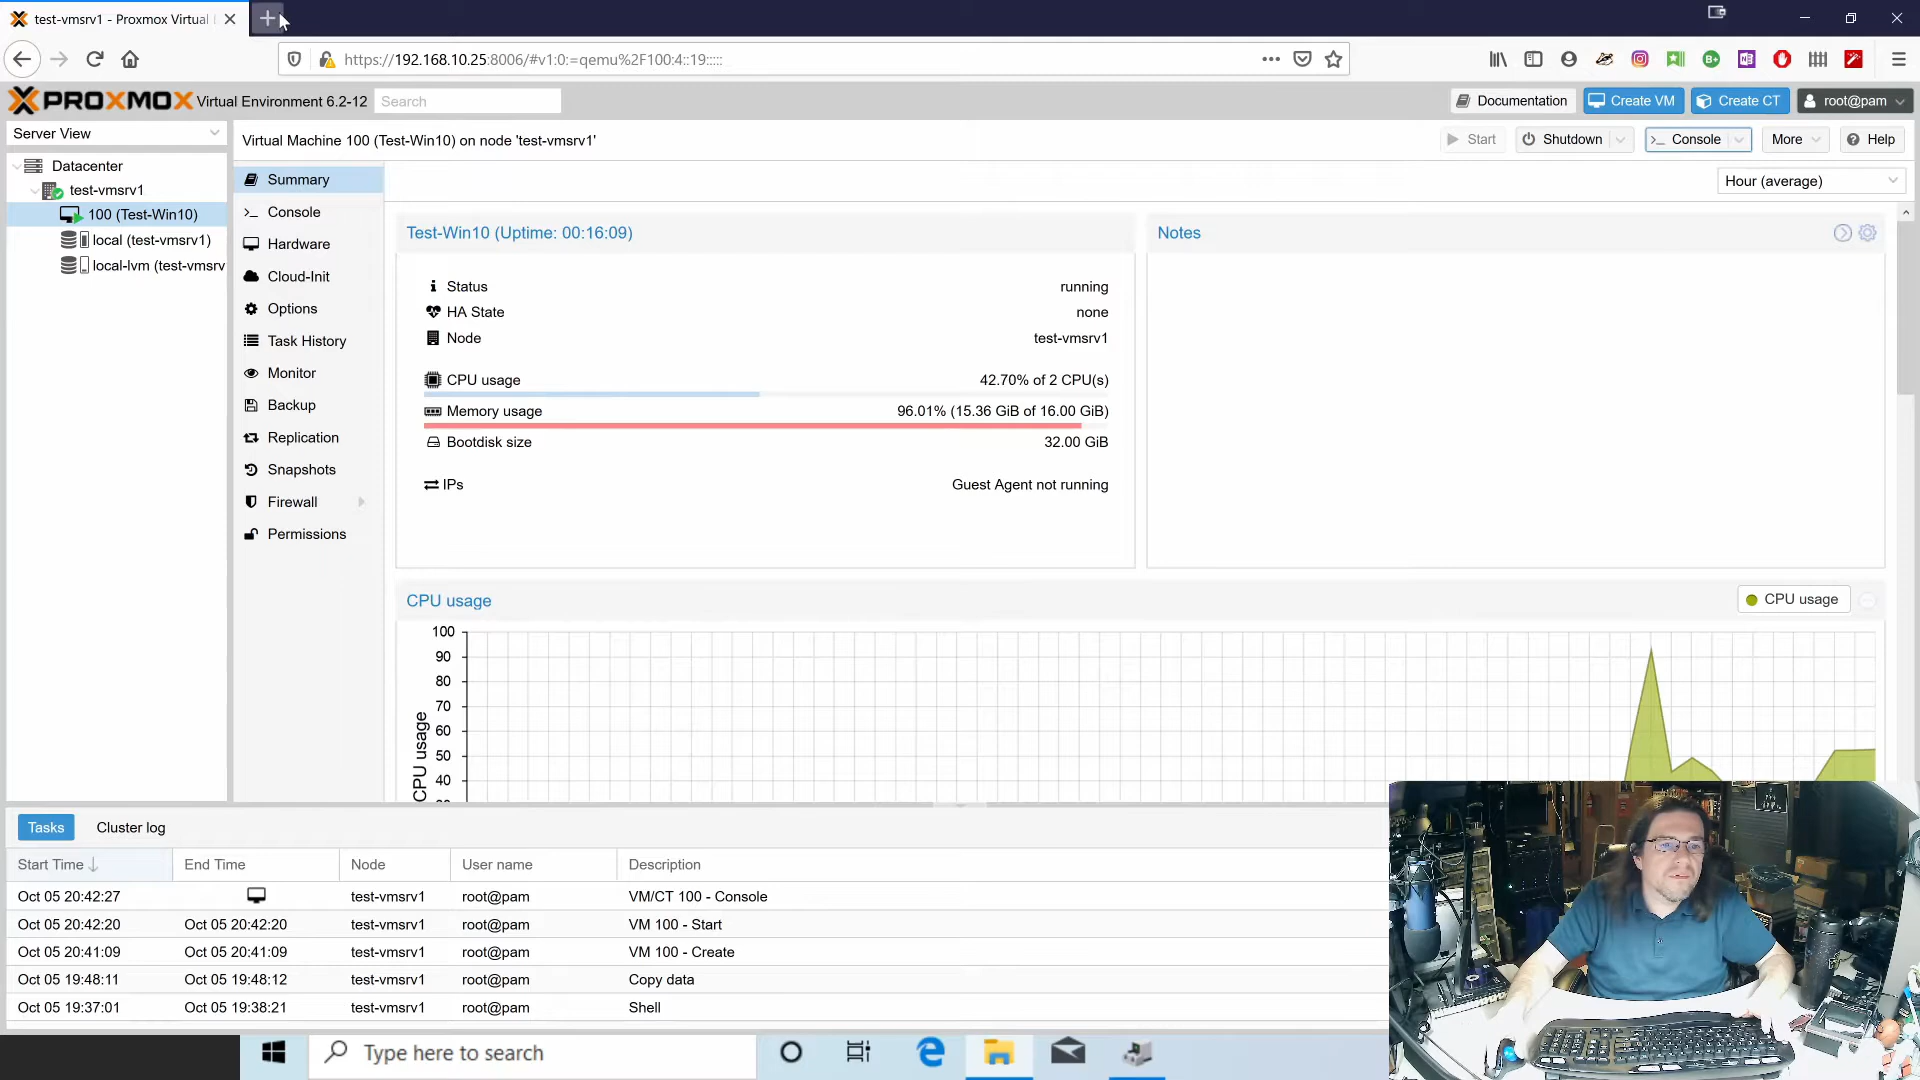 test-vmsrv1 - Proxmox Virtual
https://192.168.10.25:8006/#v1:0:=qemu%2F100:4::19:::::
PROXMOX Virtual Environment 6.2-12 Search Documentation Create VM Create CT root@pam
Server View
Virtual Machine 100 (Test-Win10) on node 'test-vmsrv1' Start Shutdown Console More Help
Datacenter
test-vmsrv1
100 (Test-Win10)
local (test-vmsrv1)
local-lvm (test-vmsrv
Summary
Console
Hardware
Cloud-Init
Options
Task History
Monitor
Backup
Replication
Snapshots
Firewall
Permissions
Hour (average)
Test-Win10 (Uptime: 00:16:09)
Status running
HA State none
Node test-vmsrv1
CPU usage 42.70% of 2 CPU(s)
Memory usage 96.01% (15.36 GiB of 16.00 GiB)
Bootdisk size 32.00 GiB
IPs Guest Agent not running
Notes
CPU usage
CPU usage
100
90
80
70
60
50
40
CPU usage
Tasks Cluster log
Start Time End Time Node User name Description
Oct 05 20:42:27 test-vmsrv1 root@pam VM/CT 100 - Console
Oct 05 20:42:20 Oct 05 20:42:20 test-vmsrv1 root@pam VM 100 - Start
Oct 05 20:41:09 Oct 05 20:41:09 test-vmsrv1 root@pam VM 100 - Create
Oct 05 19:48:11 Oct 05 19:48:12 test-vmsrv1 root@pam Copy data
Oct 05 19:37:01 Oct 05 19:38:21 test-vmsrv1 root@pam Shell
Type here to search